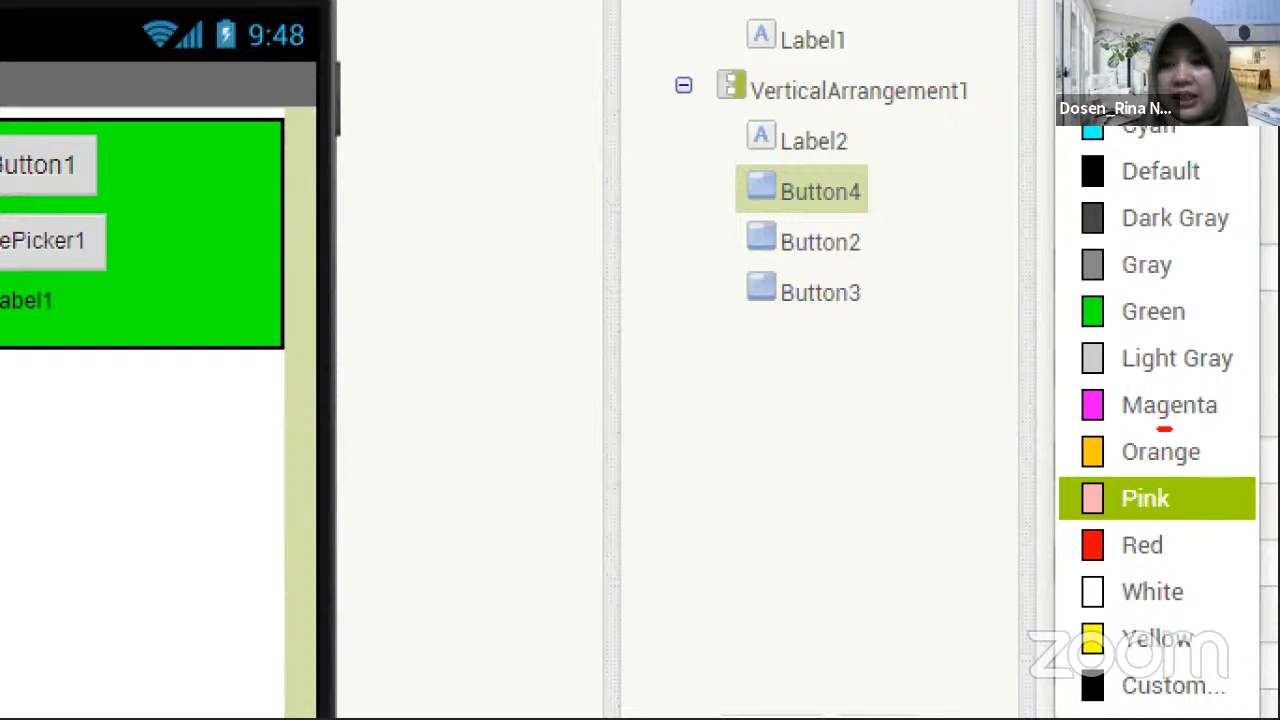 9:48
Button1
ePicker1
abel1
Label1
VerticalArrangement1
Label2
Button4
Button2
Button3
Dosen_Rina N...
Cyan
Default
Dark Gray
Gray
Green
Light Gray
Magenta
Orange
Pink
Red
White
Yellow
Custom...
zoom